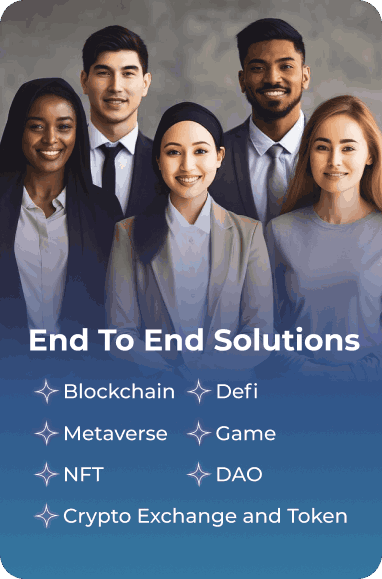 End To End Solutions
Blockchain Defi
Metaverse Game
NFT DAO
Crypto Exchange and Token